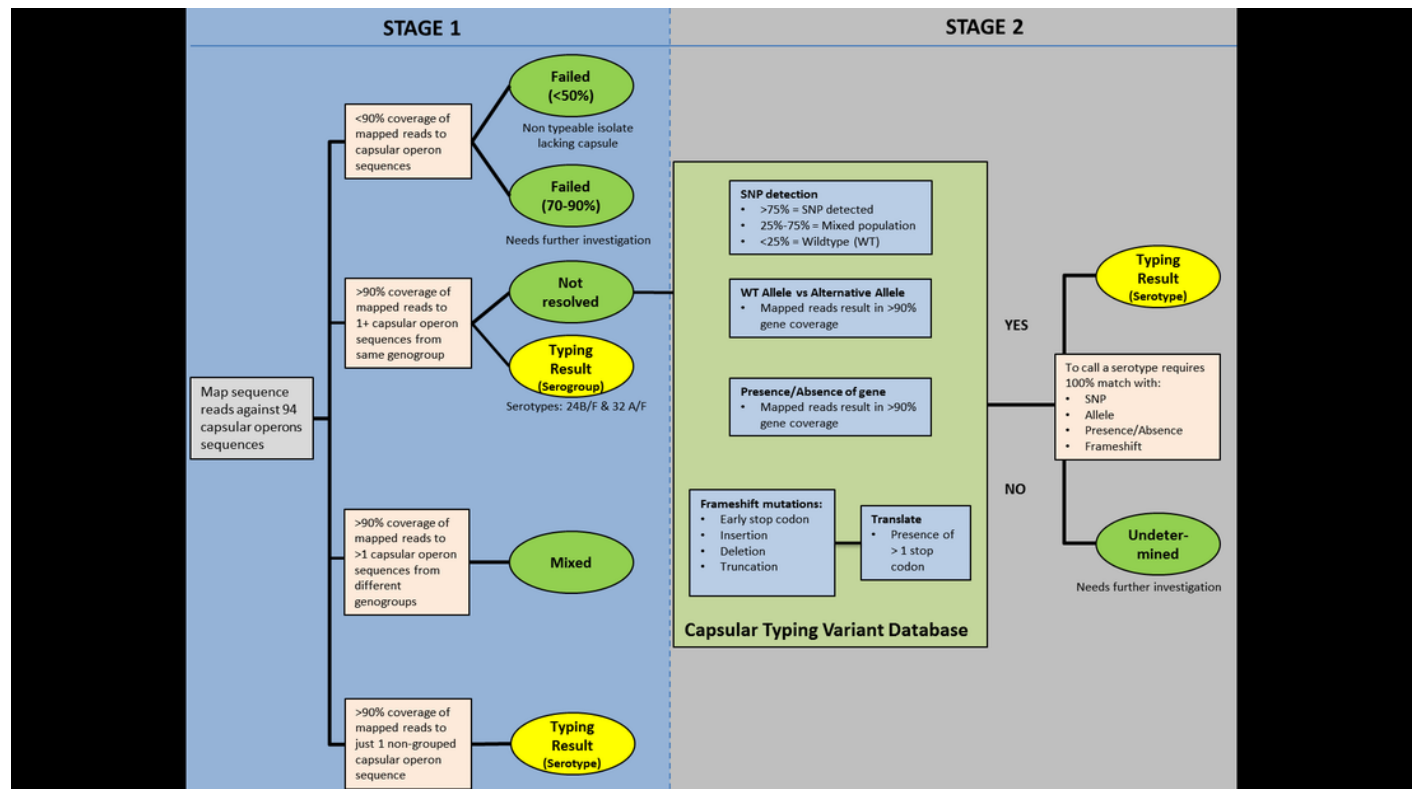 STAGE 1
STAGE 2
Map sequence
reads against 94
capsular operons
sequences
<90% coverage of
mapped reads to
capsular operon
sequences
Failed
(<50%)
Non typeable isolate
lacking capsule
Failed
(70-90%)
Needs further investigation
>90% coverage of
mapped reads to
1+ capsular operon
sequences from
same genogroup
Not
resolved
Typing
Result
(Serogroup)
Serotypes: 24B/F & 32 A/F
>90% coverage of
mapped reads to
>1 capsular operon
sequences from
different
genogroups
Mixed
>90% coverage of
mapped reads to
just 1 non-grouped
capsular operon
sequence
Typing
Result
(Serotype)
SNP detection
• >75% = SNP detected
• 25%-75% = Mixed population
• <25% = Wildtype (WT)
WT Allele vs Alternative Allele
• Mapped reads result in >90%
gene coverage
Presence/Absence of gene
• Mapped reads result in >90%
gene coverage
Frameshift mutations:
• Early stop codon
• Insertion
• Deletion
• Truncation
Translate
• Presence of
> 1 stop
codon
Capsular Typing Variant Database
YES
NO
Typing
Result
(Serotype)
To call a serotype requires
100% match with:
• SNP
• Allele
• Presence/Absence
• Frameshift
Undeter-
mined
Needs further investigation